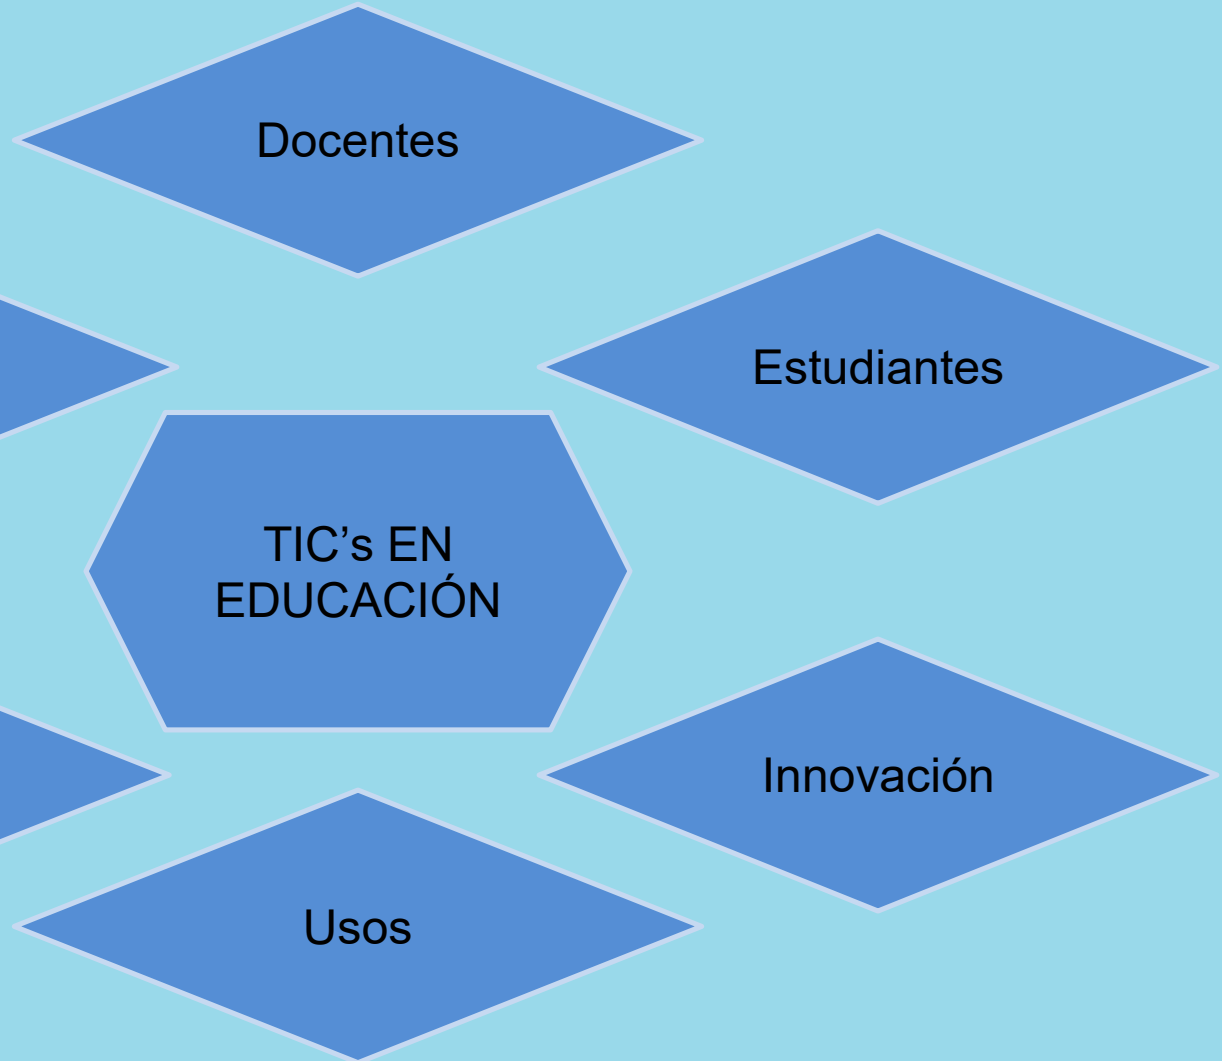 Docentes
Estudiantes
TIC’s EN
EDUCACIÓN
Innovación
Usos